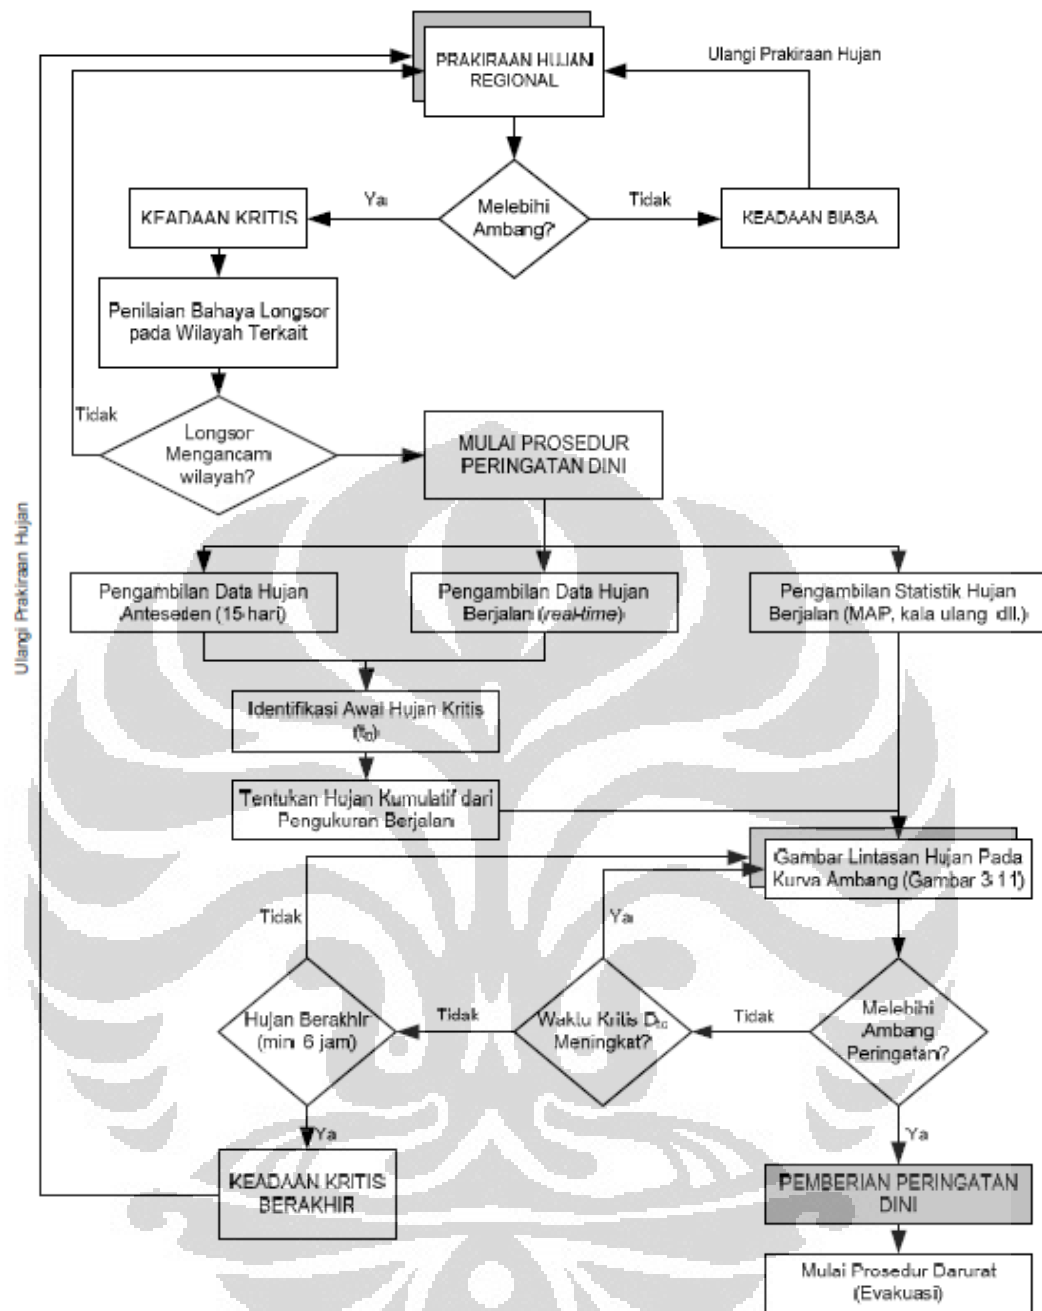 PRAKIRAAN HUJAN
REGIONAL
Ulangi Prakiraan Hujan
Melebihi
Ambang?
Ya
Tidak
KEADAAN KRITIS
KEADAAN BIASA
Penilaian Bahaya Longsor
pada Wilayah Terkait
Longsor
Mengancam
wilayah?
Tidak
MULAI PROSEDUR
PERINGATAN DINI
Ulangi Prakiraan Hujan
Pengambilan Data Hujan
Anteseden (15-hari)
Pengambilan Data Hujan
Berjalan (real-time)
Pengambilan Statistik Hujan
Berjalan (MAP, kala ulang dll.)
Identifikasi Awal Hujan Kritis
(t₀)
Tentukan Hujan Kumulatif dari
Pengukuran Berjalan
Gambar Lintasan Hujan Pada
Kurva Ambang (Gambar 3.11)
Tidak
Ya
Hujan Berakhir
(min 6 jam)
Tidak
Waktu Kritis
Meningkat?
Tidak
Melebihi
Ambang
Peringatan?
Ya
Ya
KEADAAN KRITIS
BERAKHIR
PEMBERIAN PERINGATAN
DINI
Mulai Prosedur Darurat
(Evakuasi)